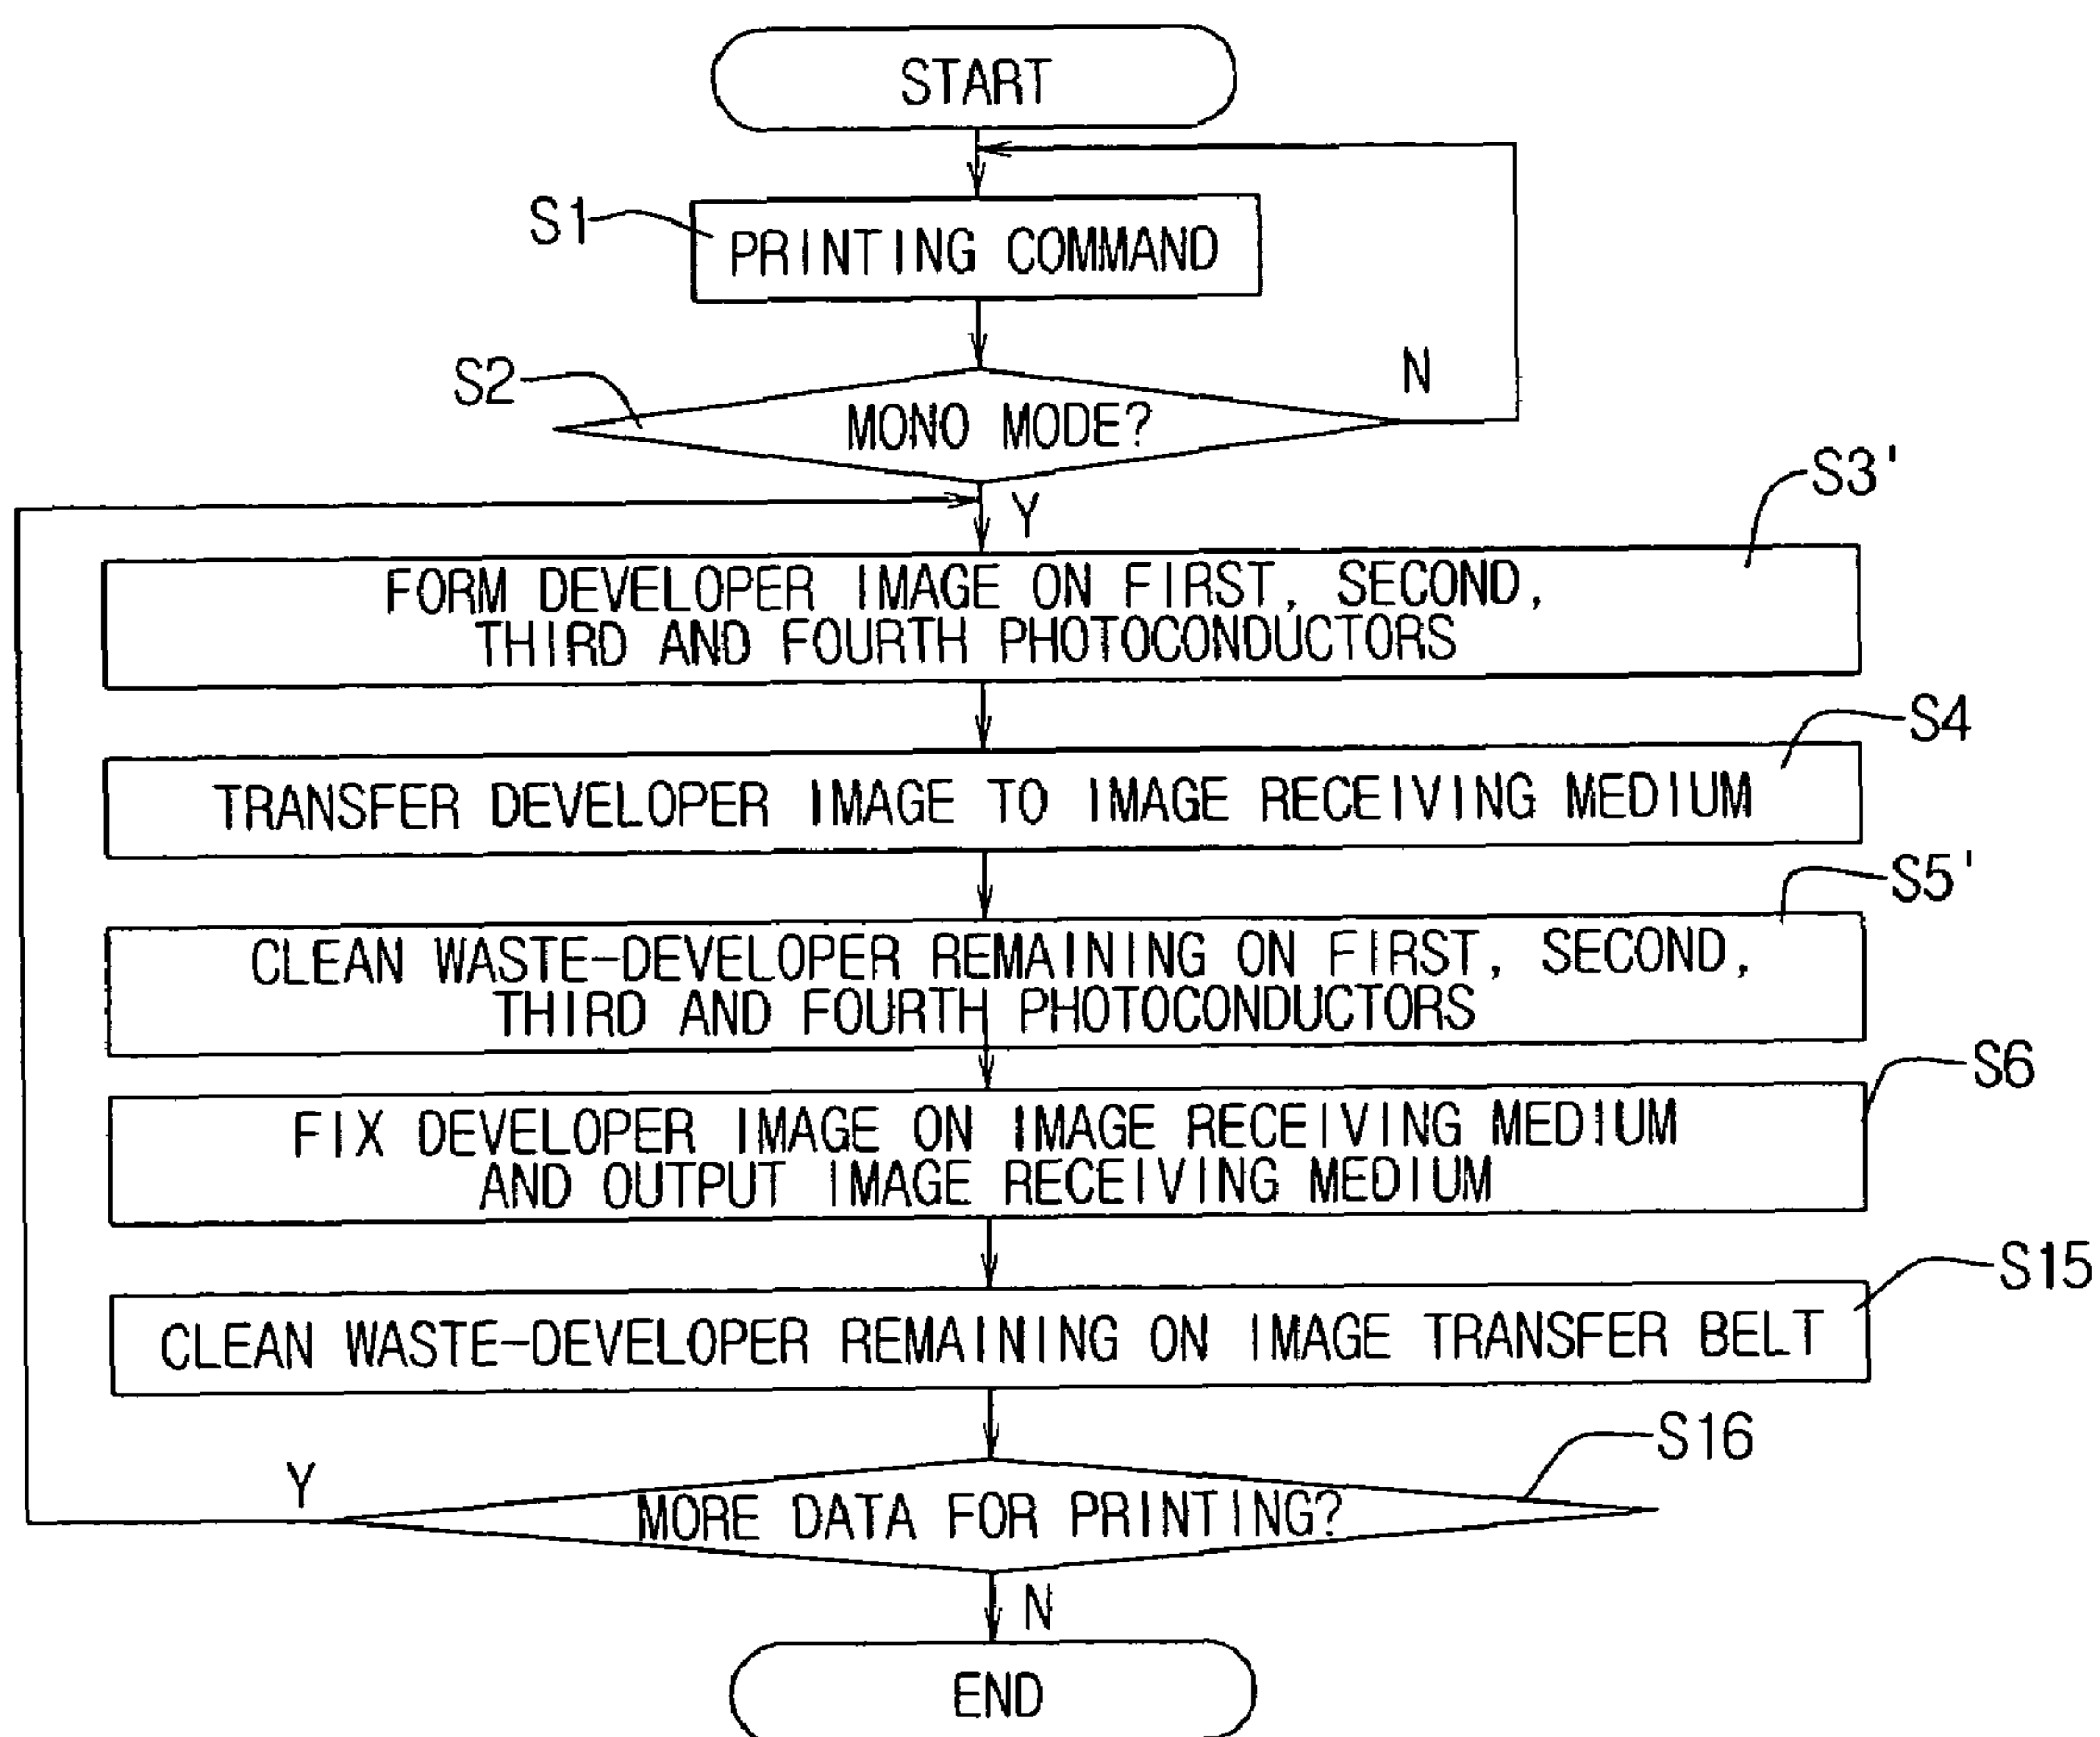 START
S1
PRINTING COMMAND
S2
MONO MODE?
N
Y
S3'
FORM DEVELOPER IMAGE ON FIRST, SECOND,
THIRD AND FOURTH PHOTOCONDUCTORS
S4
TRANSFER DEVELOPER IMAGE TO IMAGE RECEIVING MEDIUM
S5'
CLEAN WASTE-DEVELOPER REMAINING ON FIRST, SECOND,
THIRD AND FOURTH PHOTOCONDUCTORS
S6
FIX DEVELOPER IMAGE ON IMAGE RECEIVING MEDIUM
AND OUTPUT IMAGE RECEIVING MEDIUM
S15
CLEAN WASTE-DEVELOPER REMAINING ON IMAGE TRANSFER BELT
S16
Y
MORE DATA FOR PRINTING?
N
END